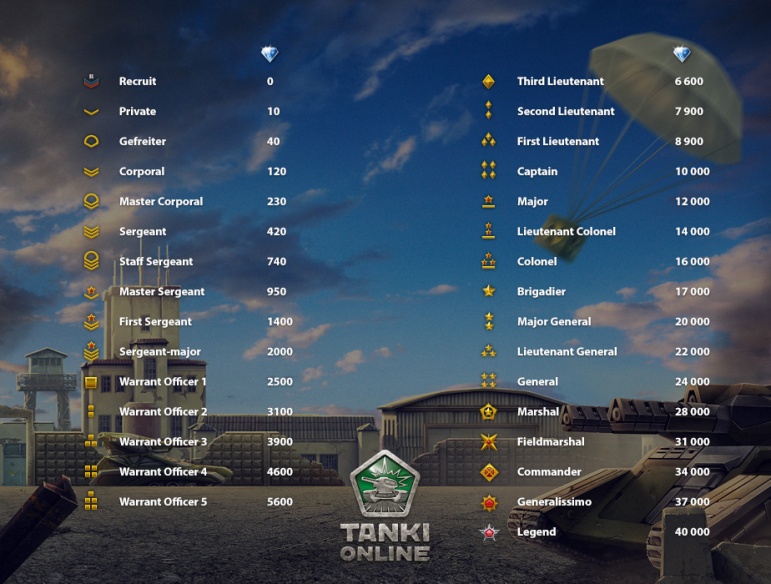 Recruit 0
Private 10
Gefreiter 40
Corporal 120
Master Corporal 230
Sergeant 420
Staff Sergeant 740
Master Sergeant 950
First Sergeant 1400
Sergeant-major 2000
Warrant Officer 1 2500
Warrant Officer 2 3100
Warrant Officer 3 3900
Warrant Officer 4 4600
Warrant Officer 5 5600
Third Lieutenant 6 600
Second Lieutenant 7 900
First Lieutenant 8 900
Captain 10 000
Major 12 000
Lieutenant Colonel 14 000
Colonel 16 000
Brigadier 17 000
Major General 20 000
Lieutenant General 22 000
General 24 000
Marshal 28 000
Fieldmarshal 31 000
Commander 34 000
Generalissimo 37 000
Legend 40 000
TANKI
ONLINE